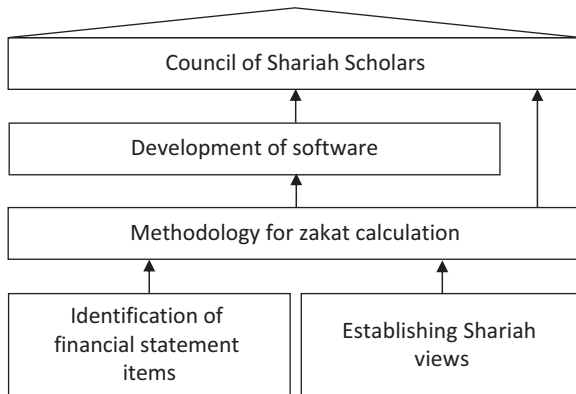 Council of Shariah Scholars
Development of software
Methodology for zakat calculation
Identification of
financial statement
items
Establishing Shariah
views